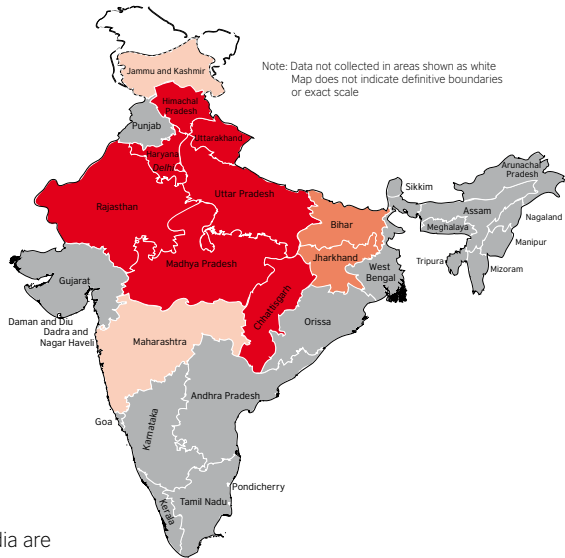 Note: Data not collected in areas shown as white
Map does not indicate definitive boundaries
or exact scale
Jammu and Kashmir
Himachal
Pradesh
Punjab
Uttarakhand
Haryana
Delhi
Rajasthan
Uttar Pradesh
Arunachal
Pradesh
Sikkim
Assam
Nagaland
Meghalaya
Manipur
Tripura
Mizoram
Bihar
Jharkhand
West
Bengal
Gujarat
Madhya Pradesh
Chhattisgarh
Orissa
Daman and Diu
Dadra and
Nagar Haveli
Maharashtra
Andhra Pradesh
Goa
Karnataka
Pondicherry
Tamil Nadu
Kerala
dia are